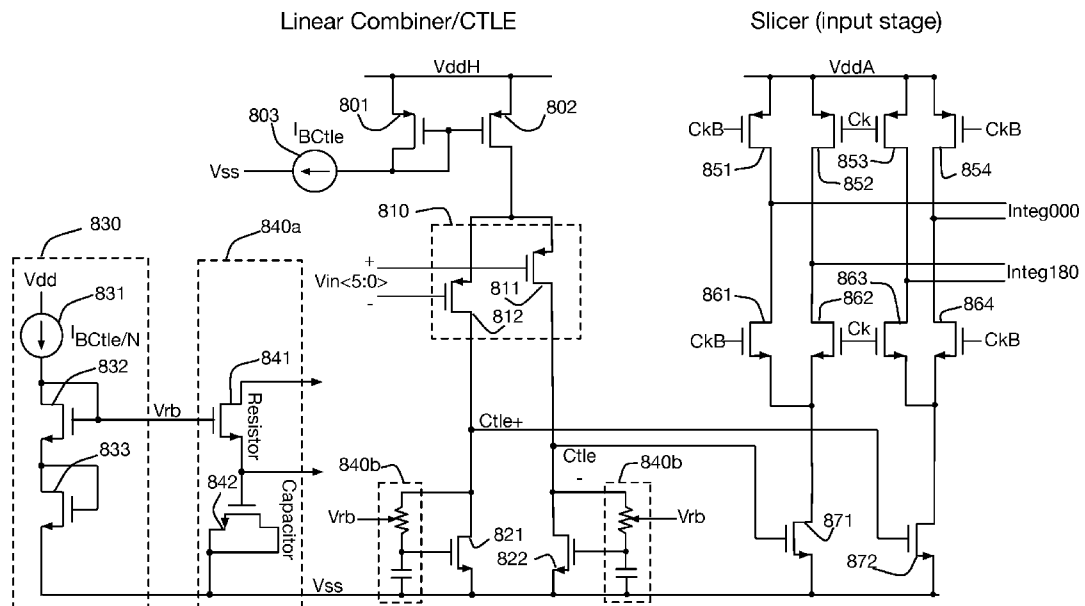 Linear Combiner/CTLE
Slicer (input stage)
VddH
VddA
801
802
803
IBCtle
Vss
CkB
Ck
CkB
851
852
853
854
810
Integ000
830
840a
+
Vin<5:0>
-
811
812
Integ180
Vdd
831
IBCtle/N
832
841
861
862
863
864
CkB
Ck
CkB
Vrb
Resistor
833
842
Capacitor
Ctle+
Ctle
-
840b
840b
Vrb
Vrb
821
822
871
872
Vss